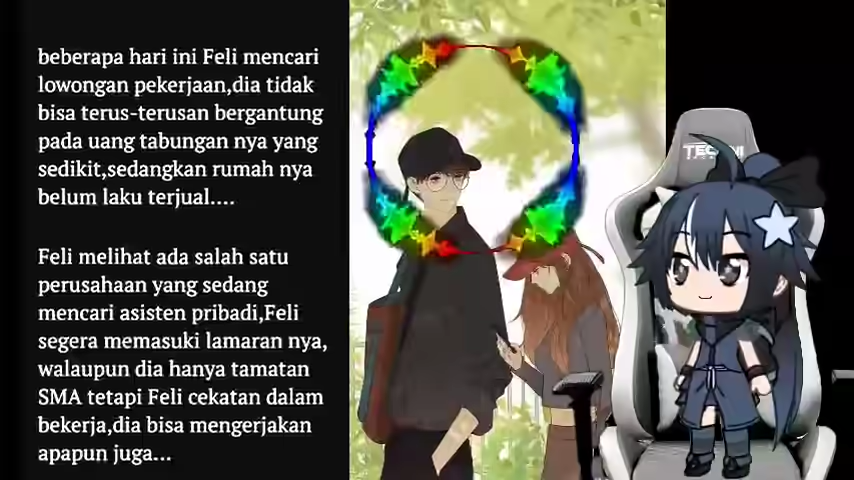 beberapa hari ini Feli mencari
lowongan pekerjaan,dia tidak
bisa terus-terusan bergantung
pada uang tabungan nya yang
sedikit,sedangkan rumah nya
belum laku terjual....
Feli melihat ada salah satu
perusahaan yang sedang
mencari asisten pribadi,Feli
segera memasuki lamaran nya,
walaupun dia hanya tamatan
SMA tetapi Feli cekatan dalam
bekerja,dia bisa mengerjakan
apapun juga...